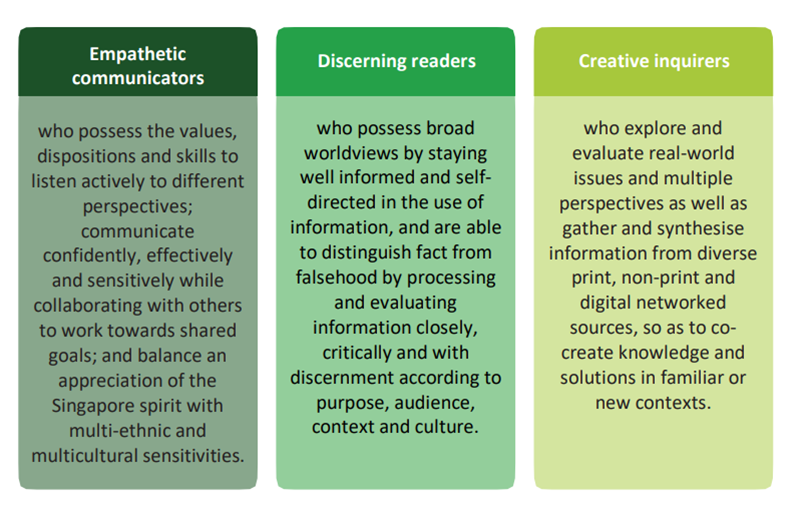 Empathetic
communicators
who possess the values,
dispositions and skills to
listen actively to different
perspectives;
communicate
confidently, effectively
and sensitively while
collaborating with others
to work towards shared
goals; and balance an
appreciation of the
Singapore spirit with
multi-ethnic and
multicultural sensitivities.
Discerning readers
who possess broad
worldviews by staying
well informed and self-
directed in the use of
information, and are able
to distinguish fact from
falsehood by processing
and evaluating
information closely,
critically and with
discernment according to
purpose, audience,
context and culture.
Creative inquirers
who explore and
evaluate real-world
issues and multiple
perspectives as well as
gather and synthesise
information from diverse
print, non-print and
digital networked
sources, so as to co-
create knowledge and
solutions in familiar or
new contexts.